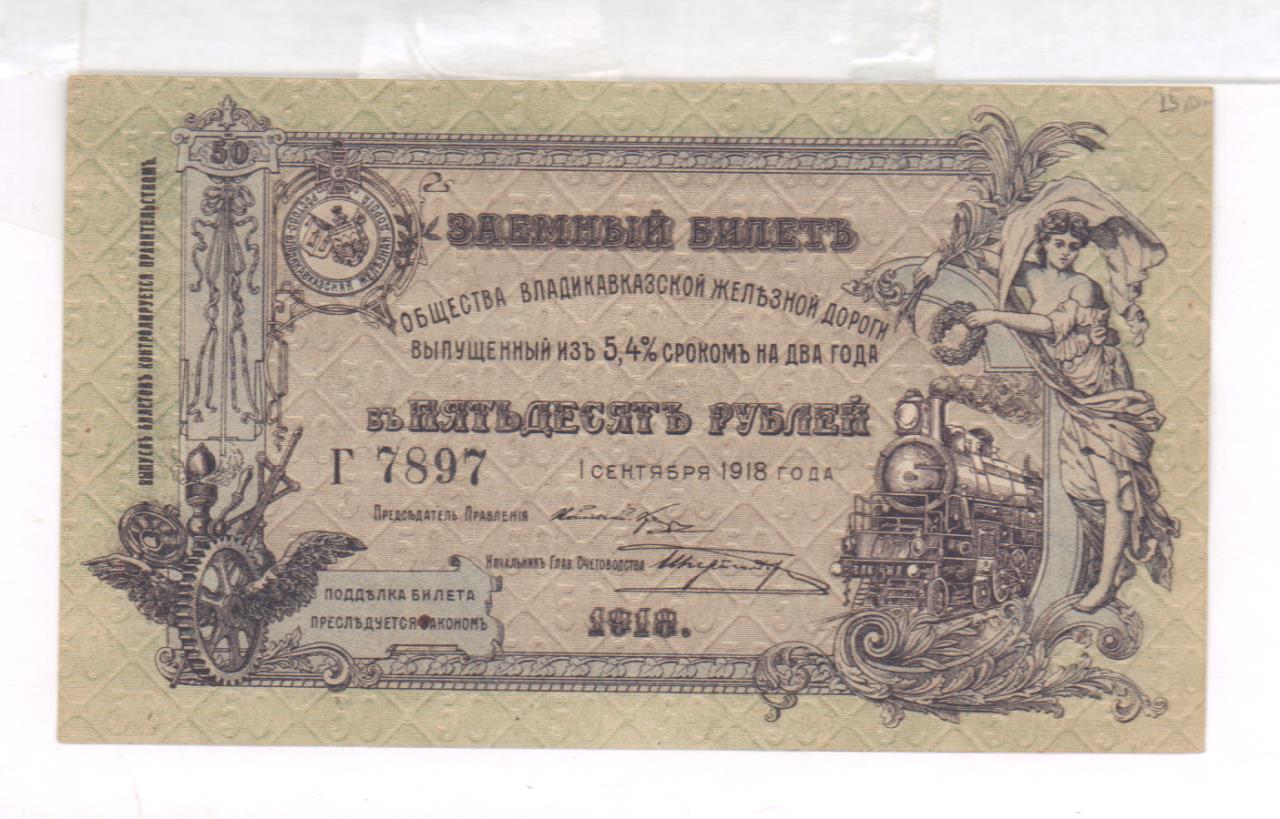 50
ВЫПУСКЪ БИЛЕТОВЪ КОНТРОЛИРУЕТСЯ ПРАВИТЕЛЬСТВОМЪ
ЗАЕМНЫЙ БИЛЕТЪ
ОБЩЕСТВА ВЛАДИКАВКАЗСКОЙ ЖЕЛѢЗНОЙ ДОРОГИ
ВЫПУЩЕННЫЙ ИЗЪ 5,4% СРОКОМЪ НА ДВА ГОДА
ВЪ ПЯТЬДЕСЯТЪ РУБЛЕЙ
Г 7897
1 СЕНТЯБРЯ 1918 ГОДА
ПРЕДСѢДАТЕЛЬ ПРАВЛЕНІЯ
НАЧАЛЬНИКЪ ГЛАВ. СЧЕТОВОДСТВА
ПОДДѢЛКА БИЛЕТА
ПРЕСЛѢДУЕТСЯ ЗАКОНОМЪ
1918.